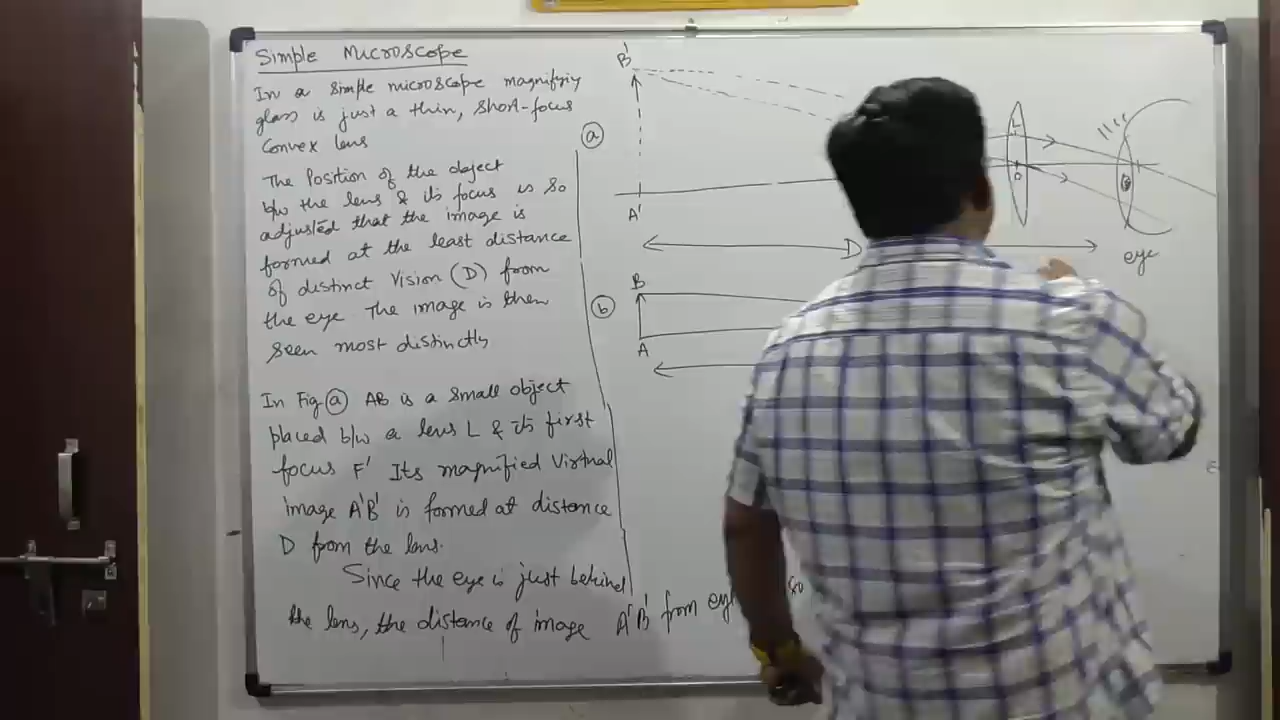 Simple Microscope
In a simple microscope magnifying
glass is just a thin, short-focus
Convex lens
The Position of the object
b/w the lens & its focus is so
adjusted that the image is
formed at the least distance
of distinct Vision (D) from
the eye. The image is then
seen most distinctly
In Fig (a) AB is a small object
placed b/w a lens L & its first
focus F' Its magnified Virtual
image A'B' is formed at distance
D from the lens.
Since the eye is just behind
the lens, the distance of image A'B' from eye so
(a)
B'
A'
D
L
O
eye
(b)
B
A